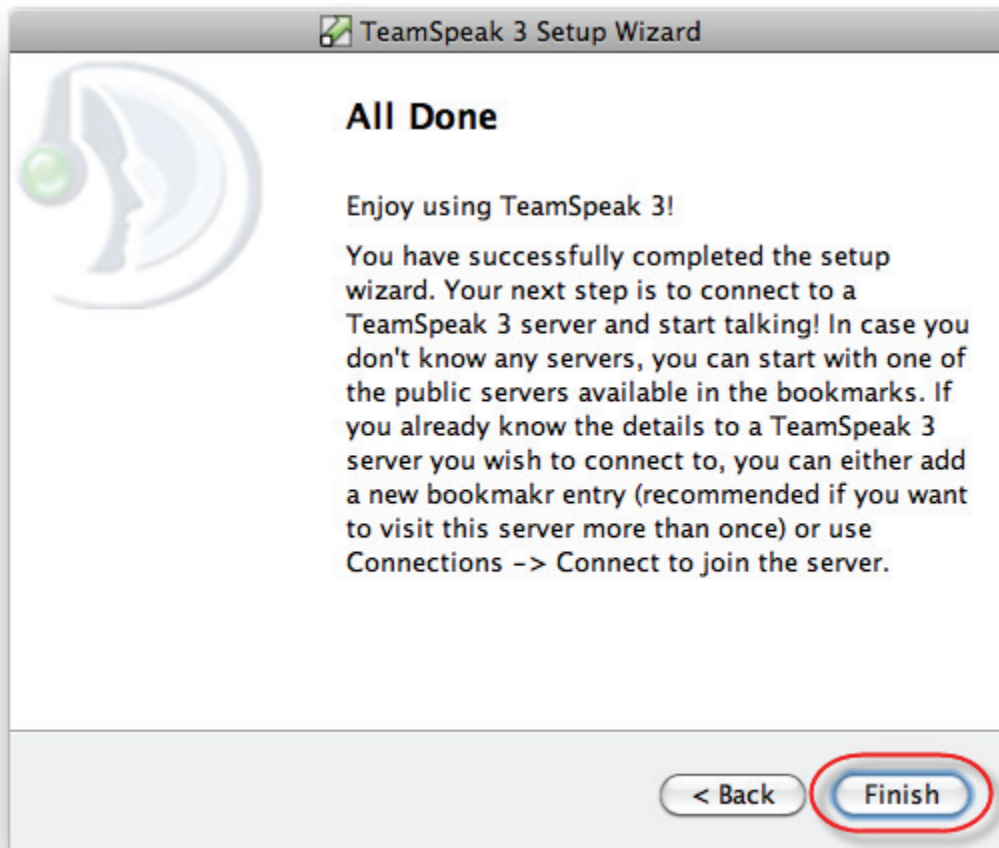 TeamSpeak 3 Setup Wizard
All Done
Enjoy using TeamSpeak 3!
You have successfully completed the setup
wizard. Your next step is to connect to a
TeamSpeak 3 server and start talking! In case you
don't know any servers, you can start with one of
the public servers available in the bookmarks. If
you already know the details to a TeamSpeak 3
server you wish to connect to, you can either add
a new bookmakr entry (recommended if you want
to visit this server more than once) or use
Connections -> Connect to join the server.
< Back Finish